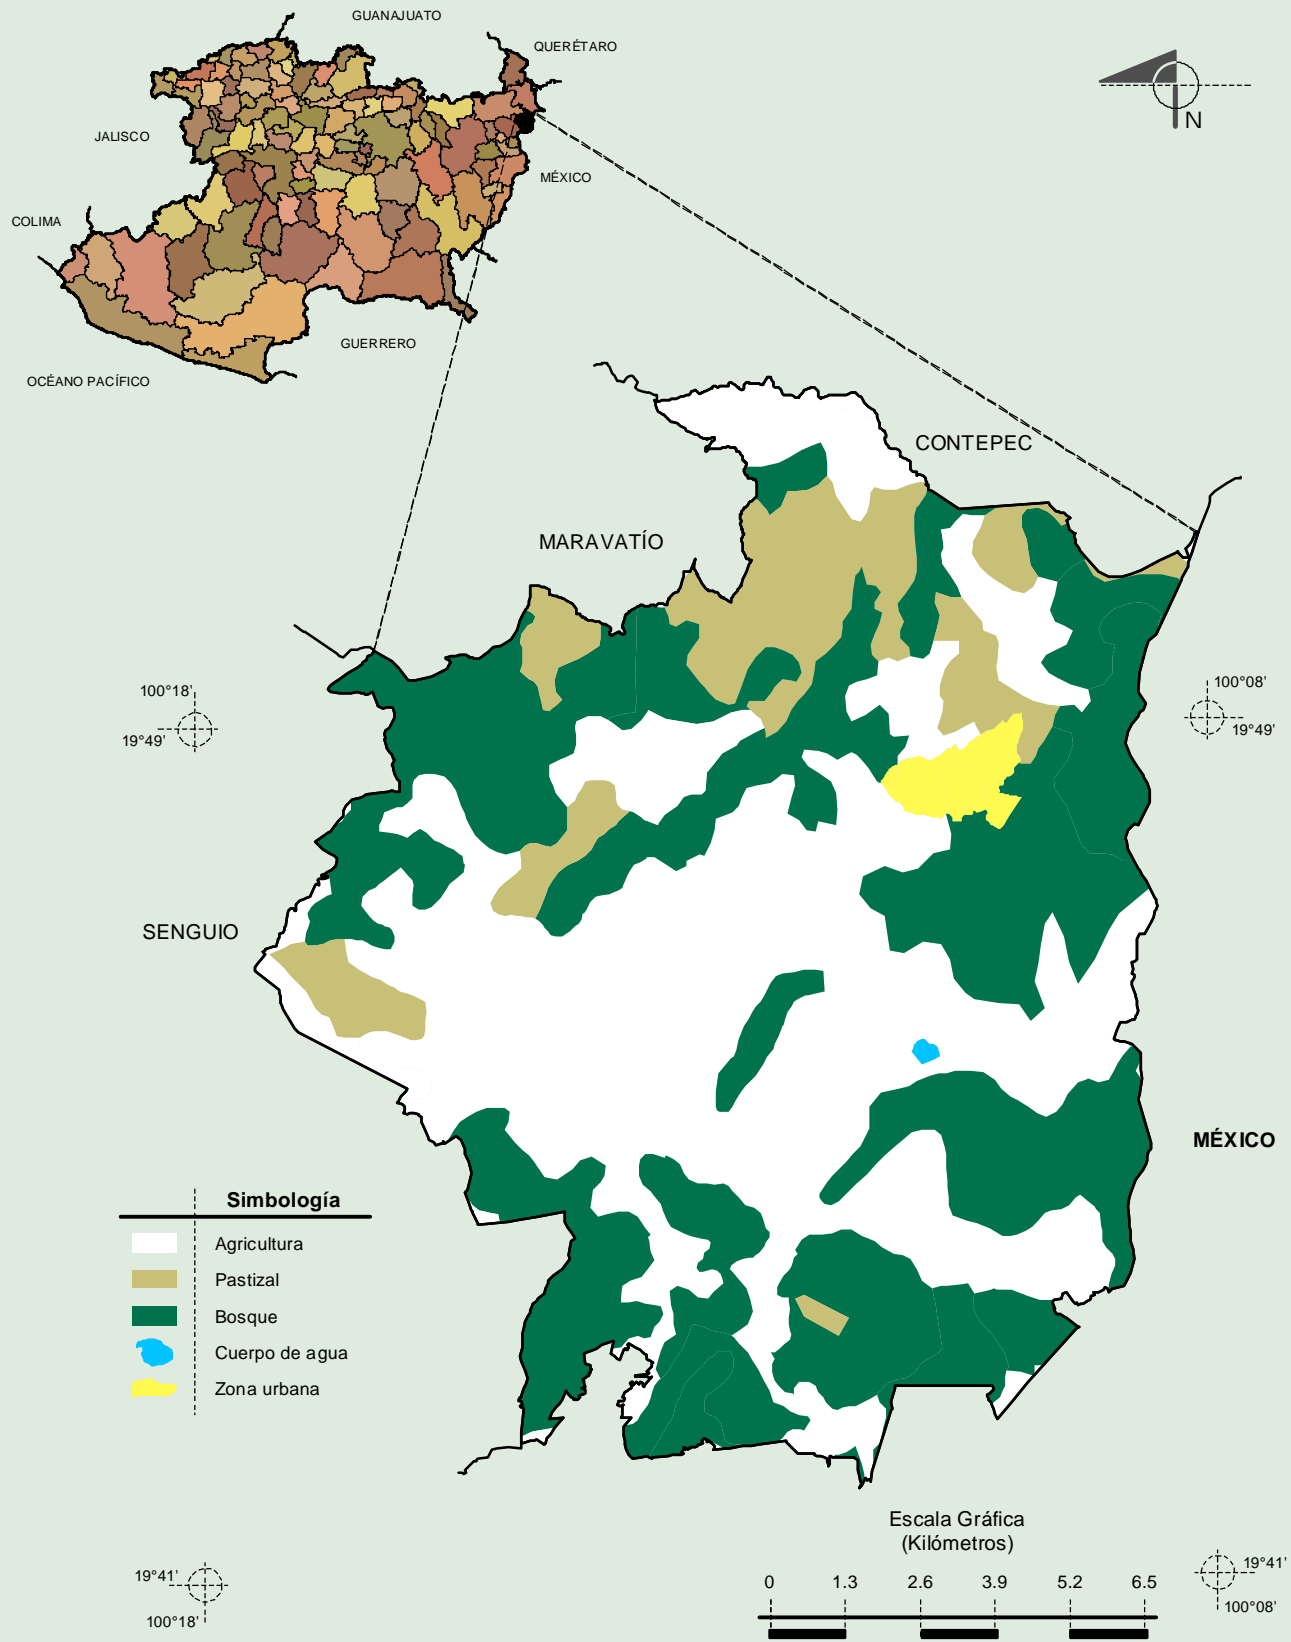 GUANAJUATO
QUERÉTARO
JALISCO
MÉXICO
COLIMA
GUERRERO
OCÉANO PACÍFICO
N
CONTEPEC
MARAVATÍO
100°18'
19°49'
100°08'
19°49'
SENGUIO
MÉXICO
Simbología
Agricultura
Pastizal
Bosque
Cuerpo de agua
Zona urbana
Escala Gráfica
(Kilómetros)
0 1.3 2.6 3.9 5.2 6.5
19°41'
100°18'
19°41'
100°08'